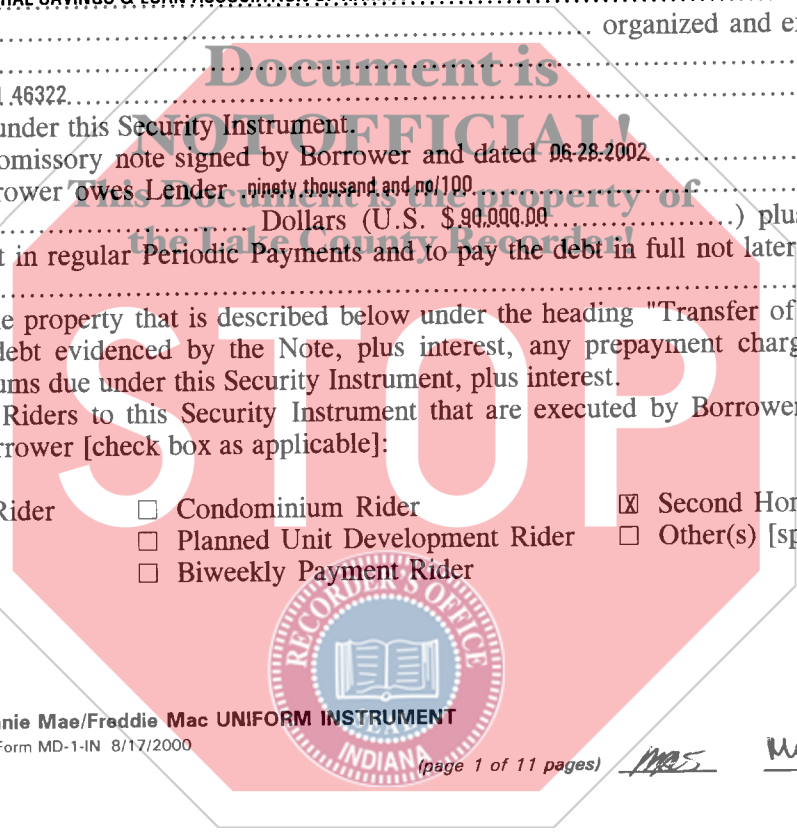 SAVINGS & LOAN ASSOCIATION
organized and e
46322
under this Security Instrument.
omissory note signed by Borrower and dated 06-28-2002
rower owes Lender ninety thousand and no/100
Dollars (U.S. $ 90,000.00) plus
t in regular Periodic Payments and to pay the debt in full not later
e property that is described below under the heading "Transfer of
debt evidenced by the Note, plus interest, any prepayment charg
ums due under this Security Instrument, plus interest.
Riders to this Security Instrument that are executed by Borrower
rrower [check box as applicable]:
Rider ☐ Condominium Rider ☒ Second Hom
☐ Planned Unit Development Rider ☐ Other(s) [sp
☐ Biweekly Payment Rider
nie Mae/Freddie Mac UNIFORM INSTRUMENT
Form MD-1-IN 8/17/2000
(page 1 of 11 pages)
Document is
NOT OFFICIAL!
This Document is the property of
the Lake County Recorder!
STOP
RECORDER'S OFFICE
INDIANA